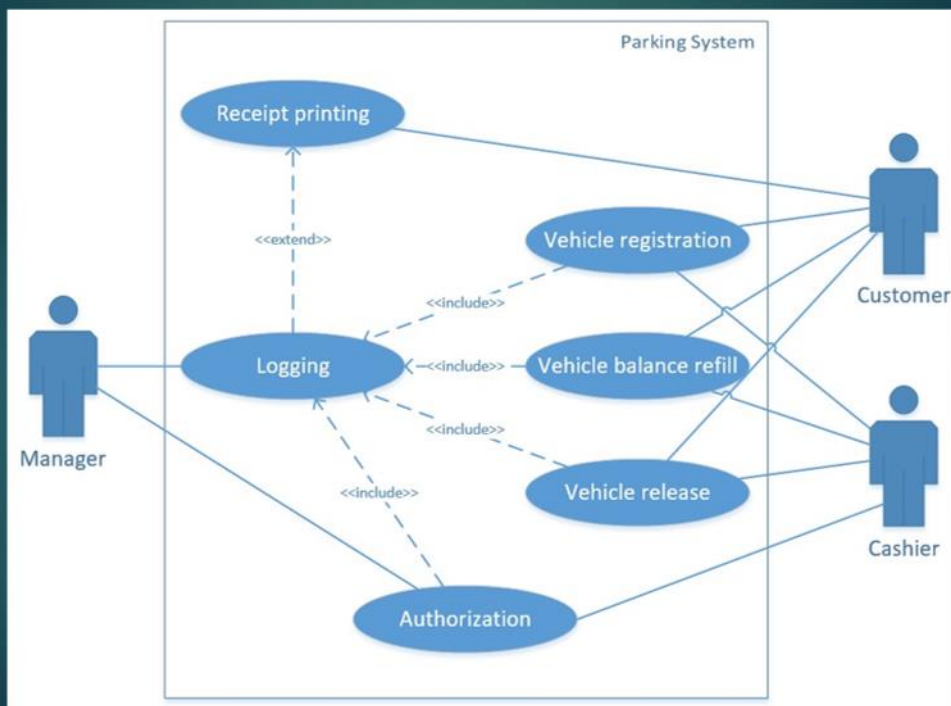 Parking System
Receipt printing
<<extend>>
Vehicle registration
Customer
<<include>>
Manager
Logging
<<include>>
Vehicle balance refill
<<include>>
Vehicle release
Cashier
<<include>>
Authorization